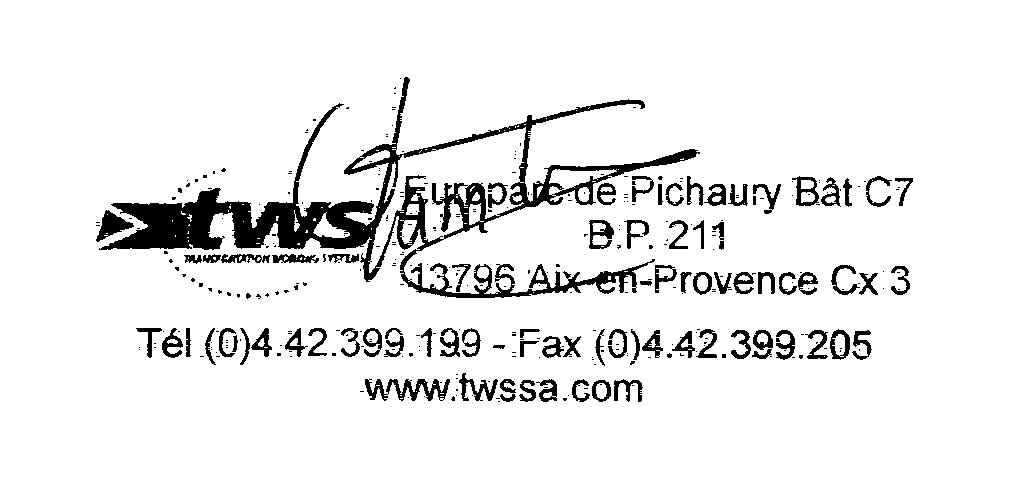 tws
TRANSPORTATION WORKING SYSTEMS
Europarc de Pichaury Bât C7
B.P. 211
13796 Aix-en-Provence Cx 3
Tél (0)4.42.399.199 - Fax (0)4.42.399.205
www.twssa.com